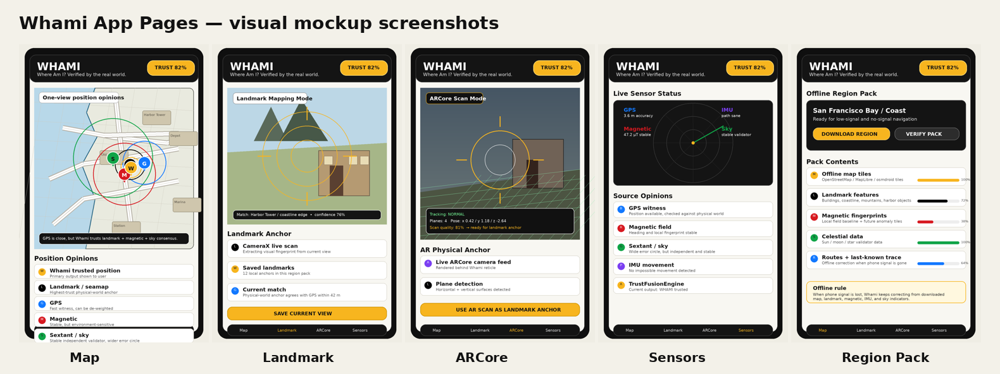 Whami App Pages — visual mockup screenshots
WHAMI
Where Am I? Verified by the real world.
TRUST 82%
One-view position opinions
Harbor Tower
Depot
Old
S
G
W
M
Marina
Station
GPS is close, but Whami trusts landmark + magnetic + sky consensus.
Position Opinions
W
Whami trusted position
Primary output shown to user
L
Landmark / seamap
Highest-trust physical-world anchor
G
GPS
Fast witness, can be de-weighted
M
Magnetic
Stable, but environment-sensitive
S
Sextant / sky
Stable independent validator, wider error circle
Map
WHAMI
Where Am I? Verified by the real world.
TRUST 82%
Landmark Mapping Mode
Match: Harbor Tower / coastline edge • confidence 76%
Landmark Anchor
L
CameraX live scan
Extracting visual fingerprint from current view
W
Saved landmarks
12 local anchors in this region pack
G
Current match
Physical-world anchor agrees with GPS within 42 m
SAVE CURRENT VIEW
Map Landmark ARCore Sensors
Landmark
WHAMI
Where Am I? Verified by the real world.
TRUST 82%
ARCore Scan Mode
Tracking: NORMAL
Planes: 4 Pose: x 0.42 / y 1.18 / z -2.64
Scan quality: 81% → ready for landmark anchor
AR Physical Anchor
A
Live ARCore camera feed
Rendered behind Whami reticle
L
Plane detection
Horizontal + vertical surfaces detected
USE AR SCAN AS LANDMARK ANCHOR
Map Landmark ARCore Sensors
ARCore
WHAMI
Where Am I? Verified by the real world.
TRUST 82%
Live Sensor Status
GPS
3.6 m accuracy
IMU
path sane
Magnetic
47.2 µT stable
Sky
stable validator
Source Opinions
GPS witness
Position available, checked against physical world
Magnetic field
Heading and local fingerprint stable
Sextant / sky
Wide error circle, but independent and stable
IMU movement
No impossible movement detected
TrustFusionEngine
Current output: WHAMI trusted
Map Landmark ARCore Sensors
Sensors
WHAMI
Where Am I? Verified by the real world.
TRUST 82%
Offline Region Pack
San Francisco Bay / Coast
Ready for low-signal and no-signal navigation
DOWNLOAD REGION
VERIFY PACK
Pack Contents
M
Offline map tiles
OpenStreetMap / MapLibre / osmdroid tiles
100%
L
Landmark features
Buildings, coastline, mountains, harbor objects
72%
M
Magnetic fingerprints
Local field baseline + future anomaly tiles
38%
Celestial data
Sun / moon / star validator data
100%
R
Routes + last-known trace
Offline correction when phone signal is gone
64%
Offline rule
When phone signal is lost, Whami keeps correcting from downloaded
map, landmark, magnetic, IMU, and sky indicators.
Map Landmark ARCore Sensors
Region Pack